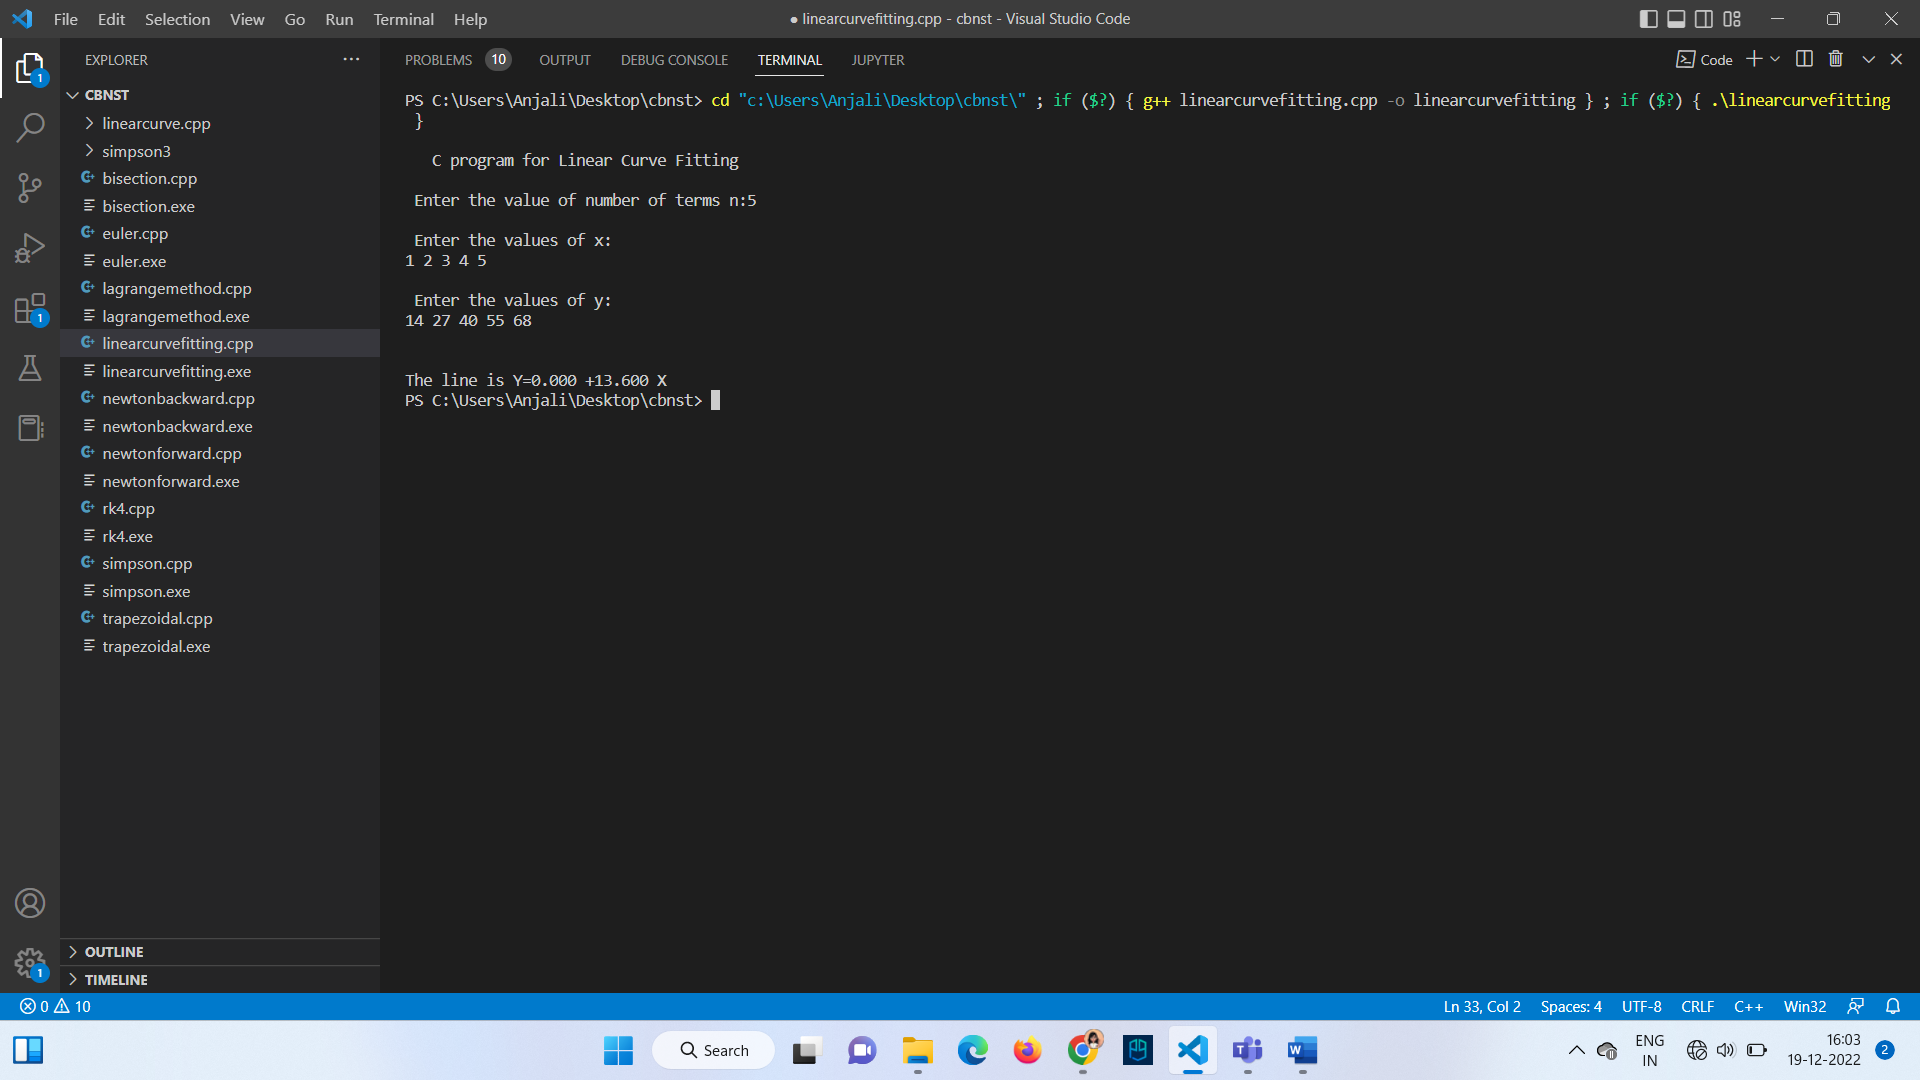 File Edit Selection View Go Run Terminal Help
● linearcurvefitting.cpp - cbnst - Visual Studio Code
EXPLORER
CBNST
linearcurve.cpp
simpson3
bisection.cpp
bisection.exe
euler.cpp
euler.exe
lagrangemethod.cpp
lagrangemethod.exe
linearcurvefitting.cpp
linearcurvefitting.exe
newtonbackward.cpp
newtonbackward.exe
newtonforward.cpp
newtonforward.exe
rk4.cpp
rk4.exe
simpson.cpp
simpson.exe
trapezoidal.cpp
trapezoidal.exe
OUTLINE
TIMELINE
1
1
1
PROBLEMS 10 OUTPUT DEBUG CONSOLE TERMINAL JUPYTER
Code
PS C:\Users\Anjali\Desktop\cbnst> cd "c:\Users\Anjali\Desktop\cbnst\" ; if ($?) { g++ linearcurvefitting.cpp -o linearcurvefitting } ; if ($?) { .\linearcurvefitting
}
C program for Linear Curve Fitting
Enter the value of number of terms n:5
Enter the values of x:
1 2 3 4 5
Enter the values of y:
14 27 40 55 68
The line is Y=0.000 +13.600 X
PS C:\Users\Anjali\Desktop\cbnst>
0 10
Ln 33, Col 2 Spaces: 4 UTF-8 CRLF C++ Win32
Search
ENG
IN
16:03
19-12-2022
2